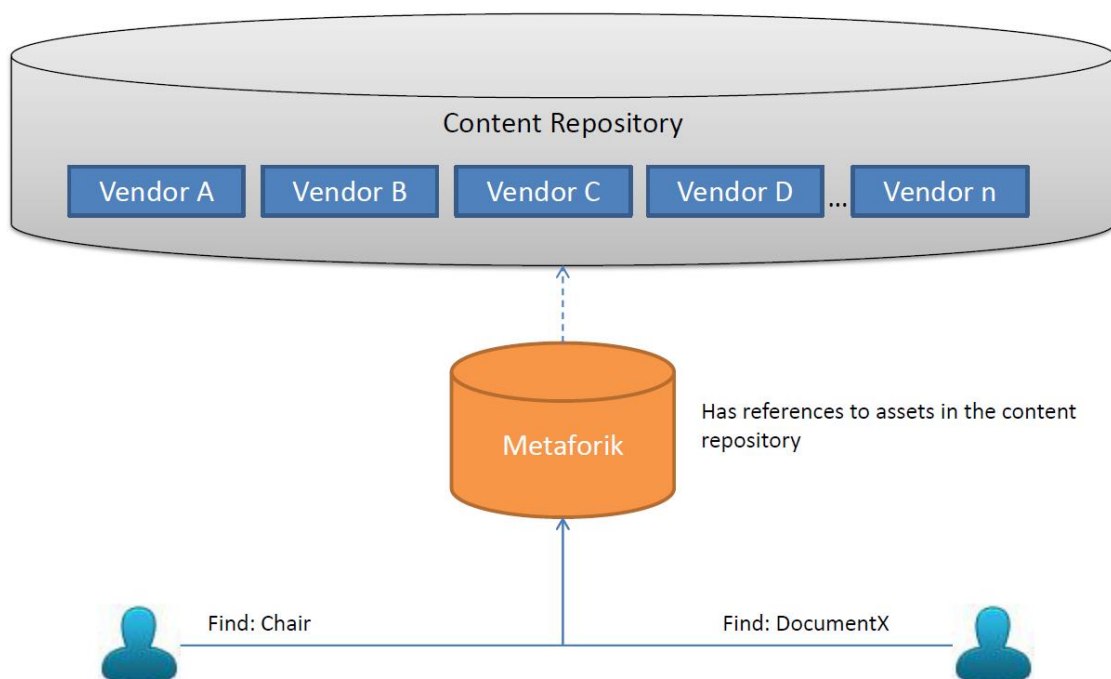 Content Repository
Vendor A
Vendor B
Vendor C
Vendor D
...
Vendor n
Metaforik
Has references to assets in the content
repository
Find: Chair
Find: DocumentX